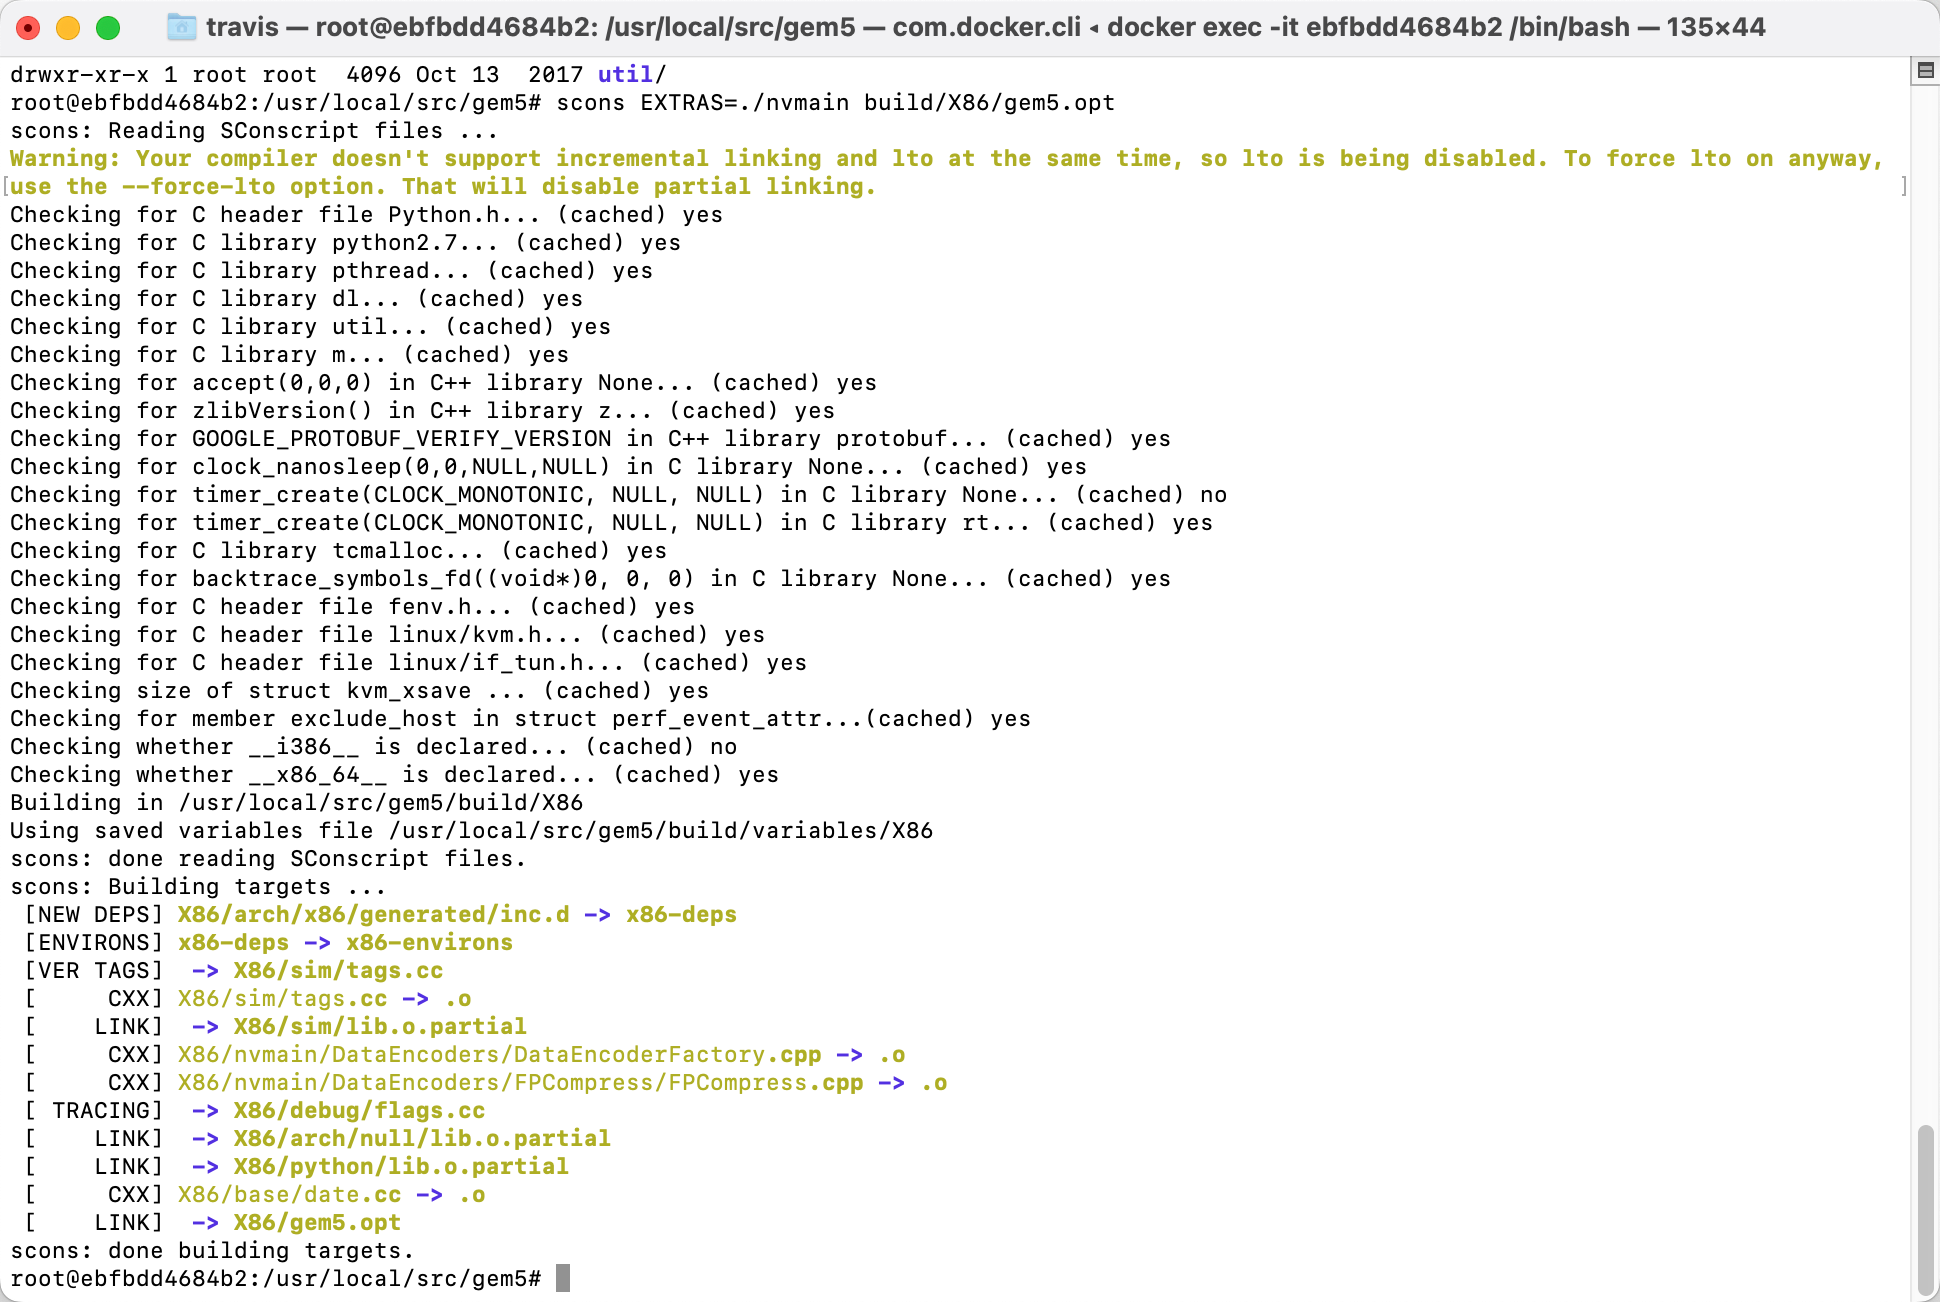 travis — root@ebfbdd4684b2: /usr/local/src/gem5 — com.docker.cli ◂ docker exec -it ebfbdd4684b2 /bin/bash — 135×44
drwxr-xr-x 1 root root  4096 Oct 13  2017 util/
root@ebfbdd4684b2:/usr/local/src/gem5# scons EXTRAS=./nvmain build/X86/gem5.opt
scons: Reading SConscript files ...
Warning: Your compiler doesn't support incremental linking and lto at the same time, so lto is being disabled. To force lto on anyway,
[use the --force-lto option. That will disable partial linking. ]
Checking for C header file Python.h... (cached) yes
Checking for C library python2.7... (cached) yes
Checking for C library pthread... (cached) yes
Checking for C library dl... (cached) yes
Checking for C library util... (cached) yes
Checking for C library m... (cached) yes
Checking for accept(0,0,0) in C++ library None... (cached) yes
Checking for zlibVersion() in C++ library z... (cached) yes
Checking for GOOGLE_PROTOBUF_VERIFY_VERSION in C++ library protobuf... (cached) yes
Checking for clock_nanosleep(0,0,NULL,NULL) in C library None... (cached) yes
Checking for timer_create(CLOCK_MONOTONIC, NULL, NULL) in C library None... (cached) no
Checking for timer_create(CLOCK_MONOTONIC, NULL, NULL) in C library rt... (cached) yes
Checking for C library tcmalloc... (cached) yes
Checking for backtrace_symbols_fd((void*)0, 0, 0) in C library None... (cached) yes
Checking for C header file fenv.h... (cached) yes
Checking for C header file linux/kvm.h... (cached) yes
Checking for C header file linux/if_tun.h... (cached) yes
Checking size of struct kvm_xsave ... (cached) yes
Checking for member exclude_host in struct perf_event_attr...(cached) yes
Checking whether __i386__ is declared... (cached) no
Checking whether __x86_64__ is declared... (cached) yes
Building in /usr/local/src/gem5/build/X86
Using saved variables file /usr/local/src/gem5/build/variables/X86
scons: done reading SConscript files.
scons: Building targets ...
 [NEW DEPS] X86/arch/x86/generated/inc.d -> x86-deps
 [ENVIRONS] x86-deps -> x86-environs
 [VER TAGS]  -> X86/sim/tags.cc
 [     CXX] X86/sim/tags.cc -> .o
 [    LINK]  -> X86/sim/lib.o.partial
 [     CXX] X86/nvmain/DataEncoders/DataEncoderFactory.cpp -> .o
 [     CXX] X86/nvmain/DataEncoders/FPCompress/FPCompress.cpp -> .o
 [ TRACING]  -> X86/debug/flags.cc
 [    LINK]  -> X86/arch/null/lib.o.partial
 [    LINK]  -> X86/python/lib.o.partial
 [     CXX] X86/base/date.cc -> .o
 [    LINK]  -> X86/gem5.opt
scons: done building targets.
root@ebfbdd4684b2:/usr/local/src/gem5#